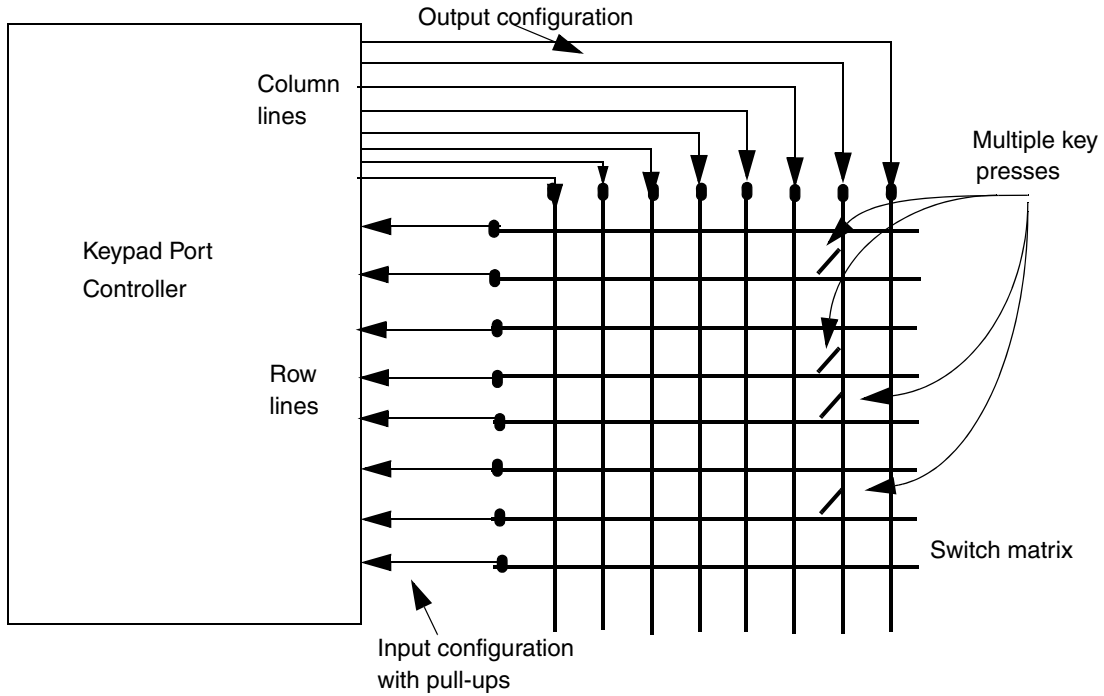 Output configuration
Column
lines
Multiple key
presses
Keypad Port
Controller
Row
lines
Switch matrix
Input configuration
with pull-ups